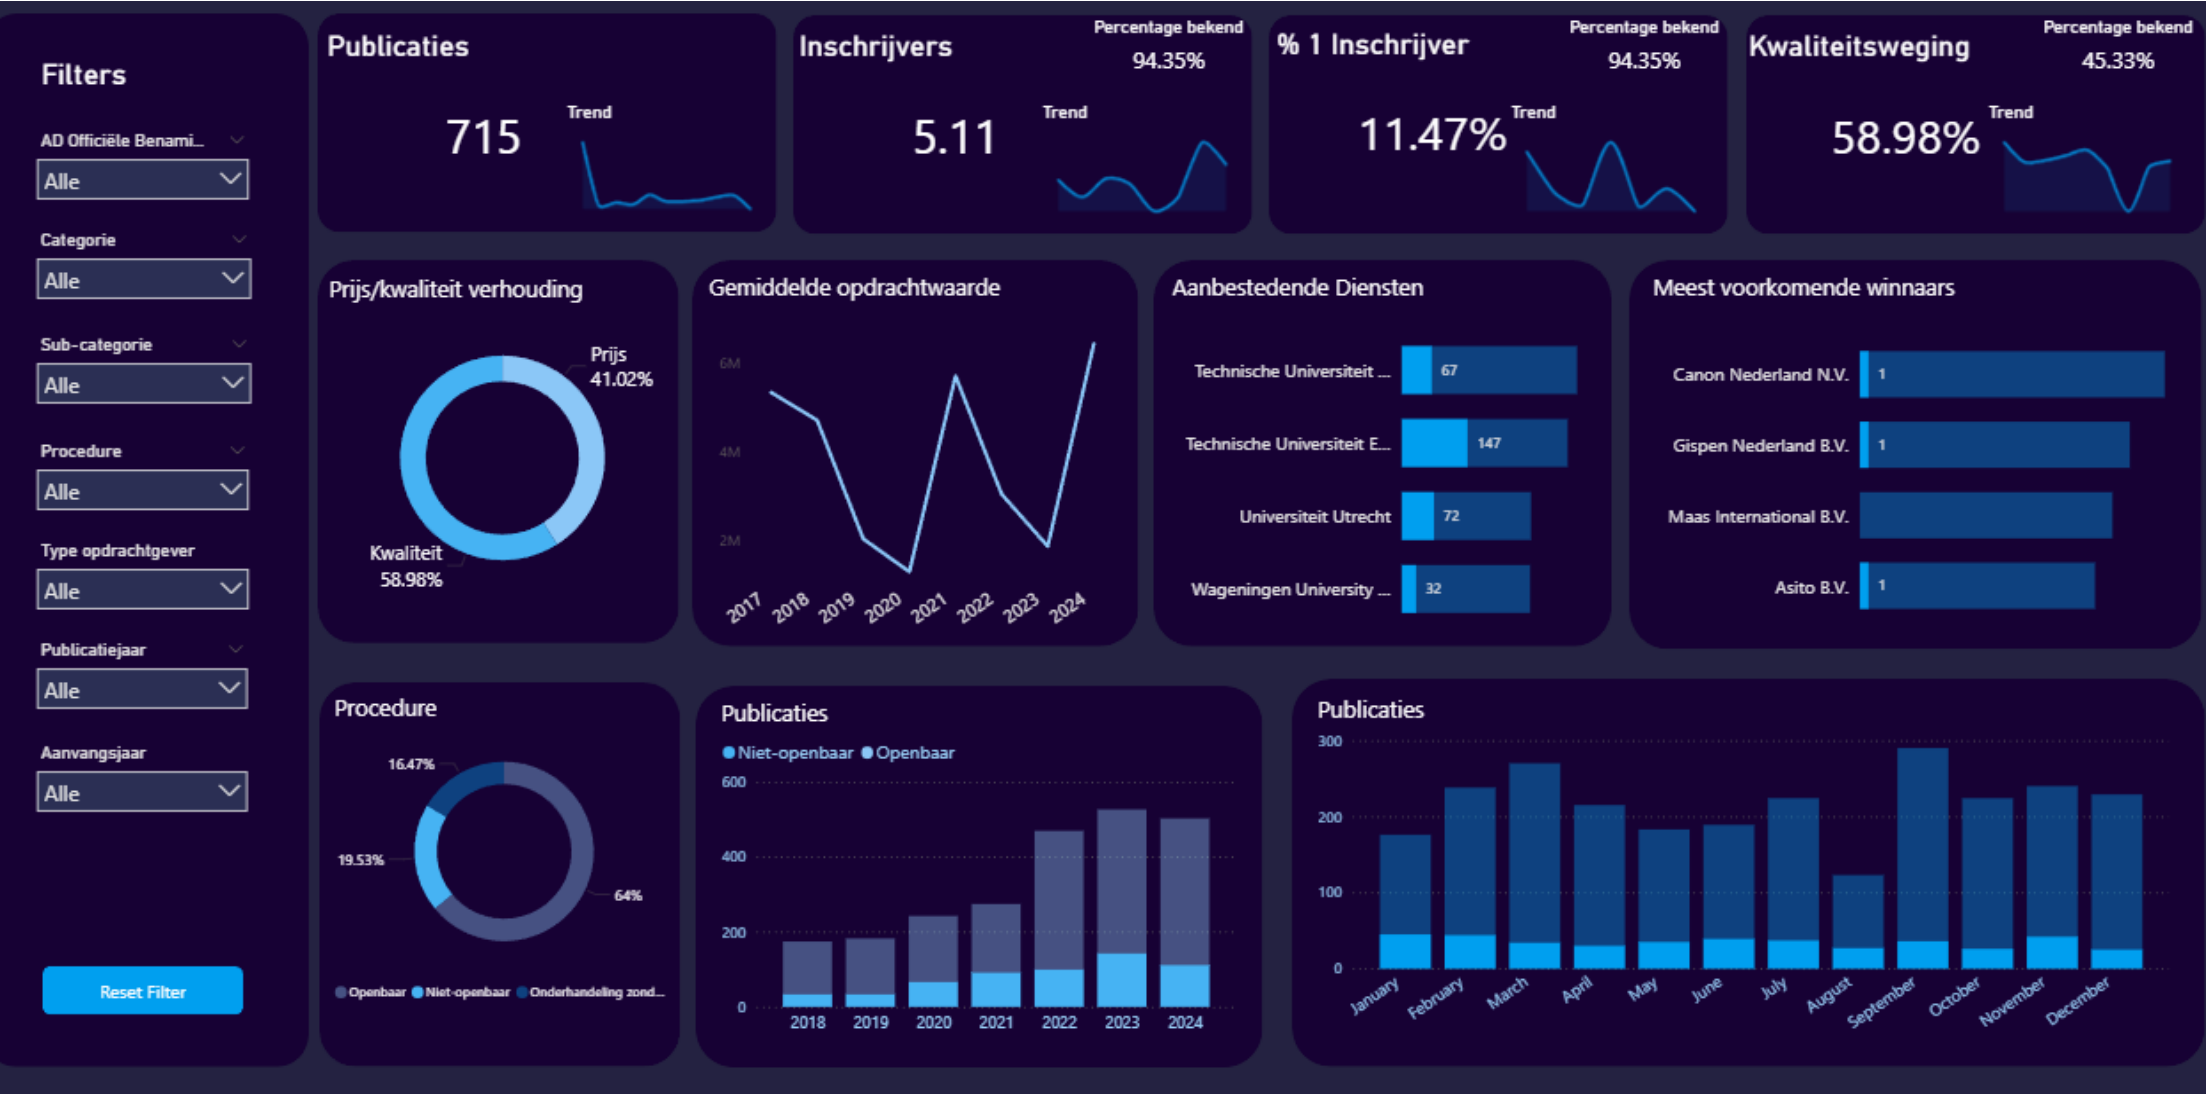 Filters
AD Officiële Benami...
Alle
Categorie
Alle
Sub-categorie
Alle
Procedure
Alle
Type opdrachtgever
Alle
Publicatiejaar
Alle
Aanvangsjaar
Alle
Reset Filter
Publicaties
715
Trend
Inschrijvers
Percentage bekend
94.35%
5.11
Trend
% 1 Inschrijver
Percentage bekend
94.35%
11.47%
Trend
Kwaliteitsweging
Percentage bekend
45.33%
58.98%
Trend
Prijs/kwaliteit verhouding
Prijs
41.02%
Kwaliteit
58.98%
Gemiddelde opdrachtwaarde
6M
4M
2M
2017 2018 2019 2020 2021 2022 2023 2024
Aanbestedende Diensten
Technische Universiteit ... 67
Technische Universiteit E... 147
Universiteit Utrecht 72
Wageningen University ... 32
Meest voorkomende winnaars
Canon Nederland N.V. 1
Gispen Nederland B.V. 1
Maas International B.V.
Asito B.V. 1
Procedure
16.47%
19.53%
64%
Openbaar Niet-openbaar Onderhandeling zond...
Publicaties
Niet-openbaar Openbaar
600
400
200
0
2018 2019 2020 2021 2022 2023 2024
Publicaties
300
200
100
0
January February March April May June July August September October November December